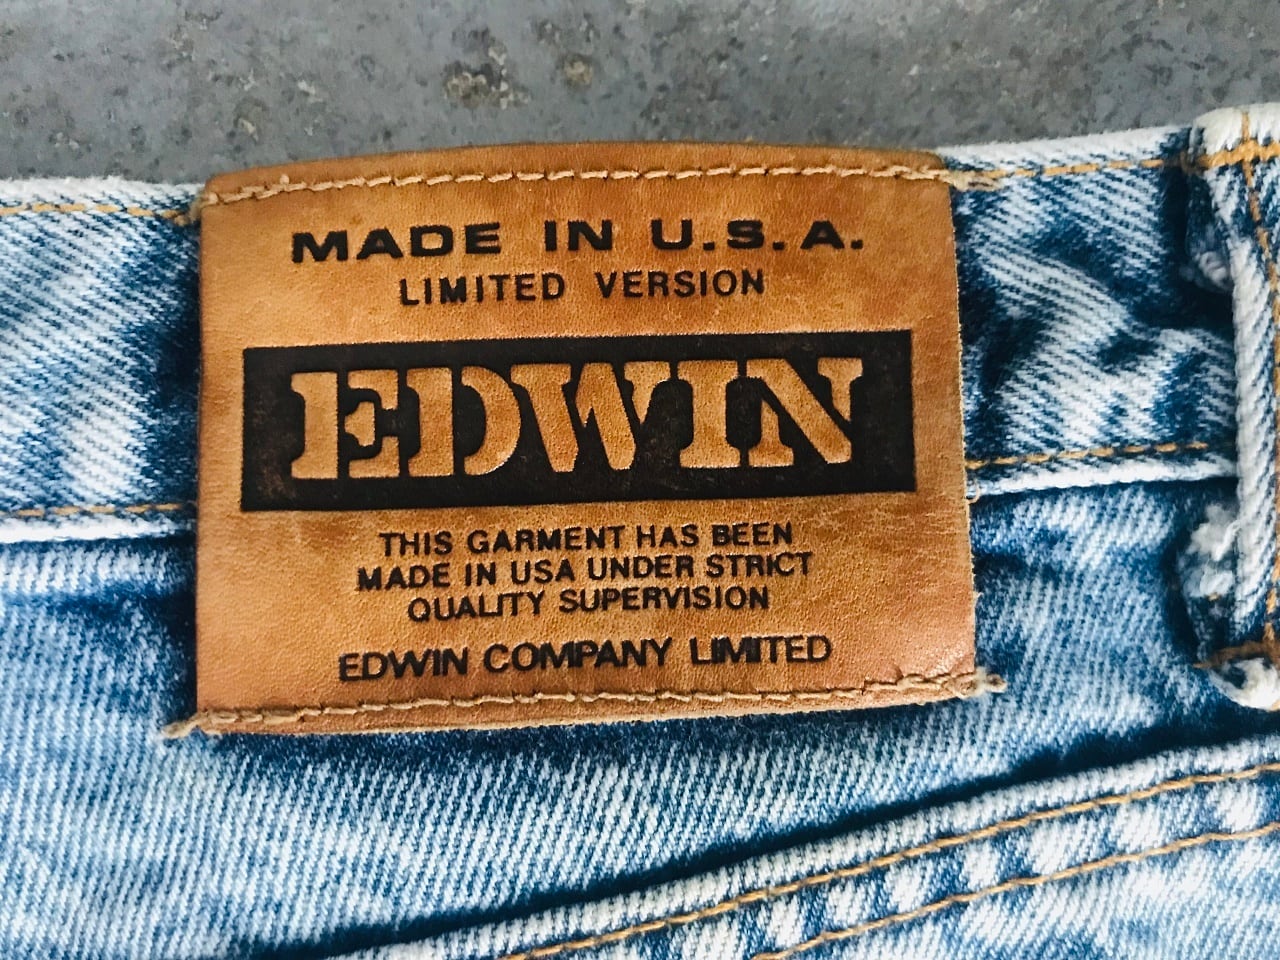 MADE IN U.S.A.
LIMITED VERSION
EDWIN
THIS GARMENT HAS BEEN
MADE IN USA UNDER STRICT
QUALITY SUPERVISION
EDWIN COMPANY LIMITED